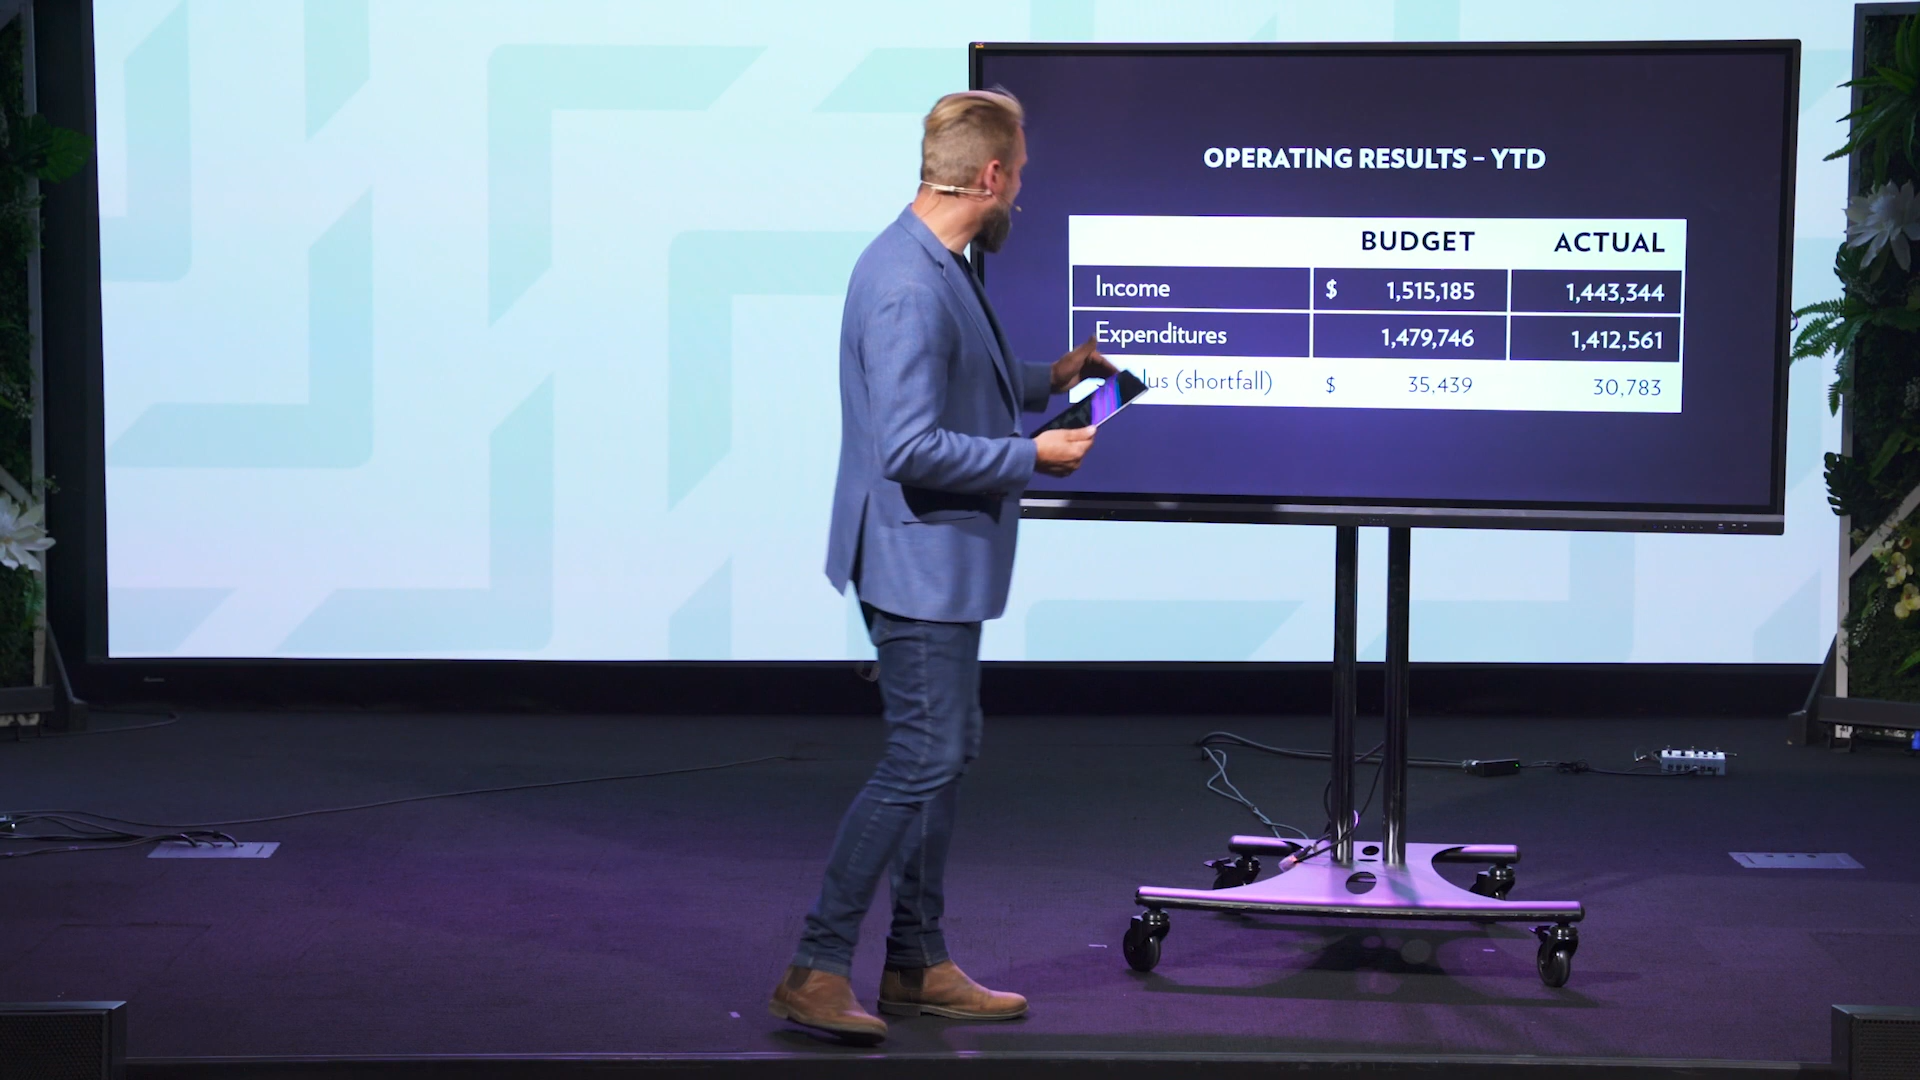 OPERATING RESULTS – YTD
BUDGET ACTUAL
Income $ 1,515,185 1,443,344
Expenditures 1,479,746 1,412,561
(shortfall) $ 35,439 30,783